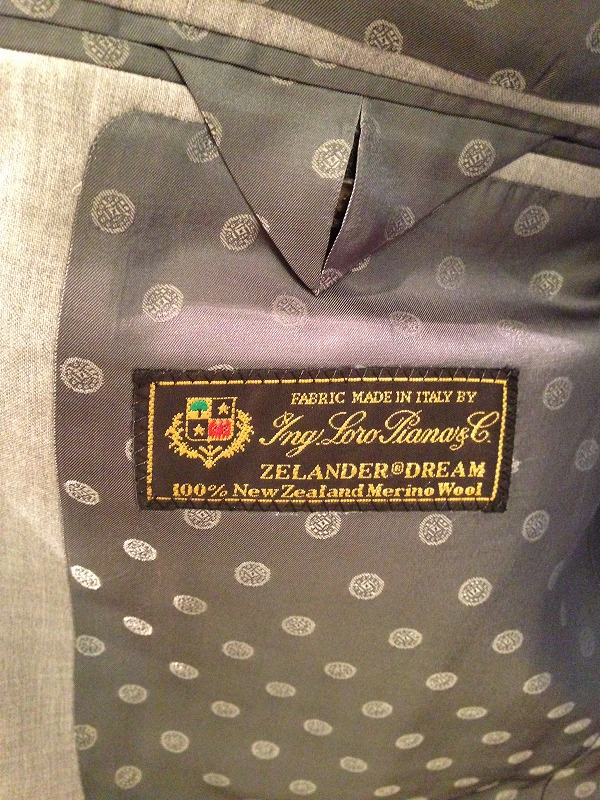 FABRIC MADE IN ITALY BY
Ing Loro Piana & C
ZELANDER® DREAM
100% New Zealand Merino Wool